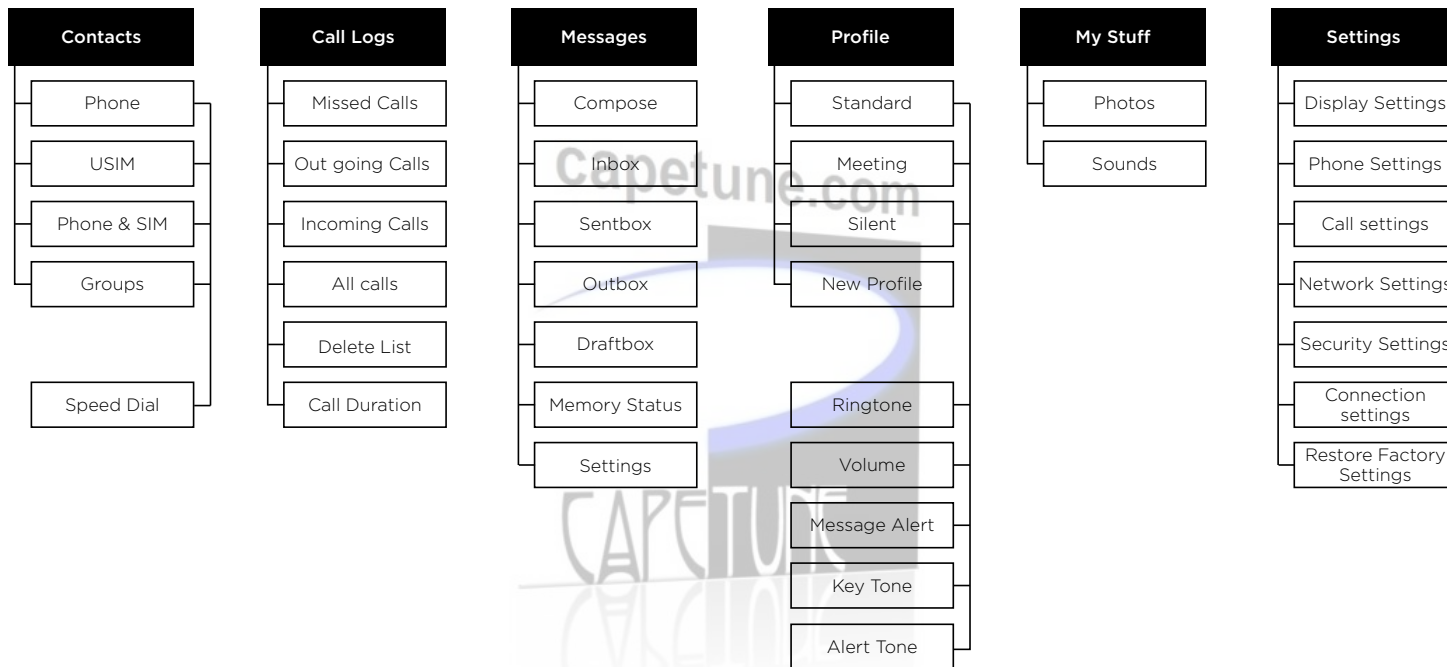 Contacts
Phone
USIM
Phone & SIM
Groups
Speed Dial
Call Logs
Missed Calls
Out going Calls
Incoming Calls
All calls
Delete List
Call Duration
Messages
Compose
Inbox
Sentbox
Outbox
Draftbox
Memory Status
Settings
Profile
Standard
Meeting
Silent
New Profile
Ringtone
Volume
Message Alert
Key Tone
Alert Tone
My Stuff
Photos
Sounds
Settings
Display Settings
Phone Settings
Call settings
Network Settings
Security Settings
Connection
settings
Restore Factory
Settings
capetune.com
CAPETUNE